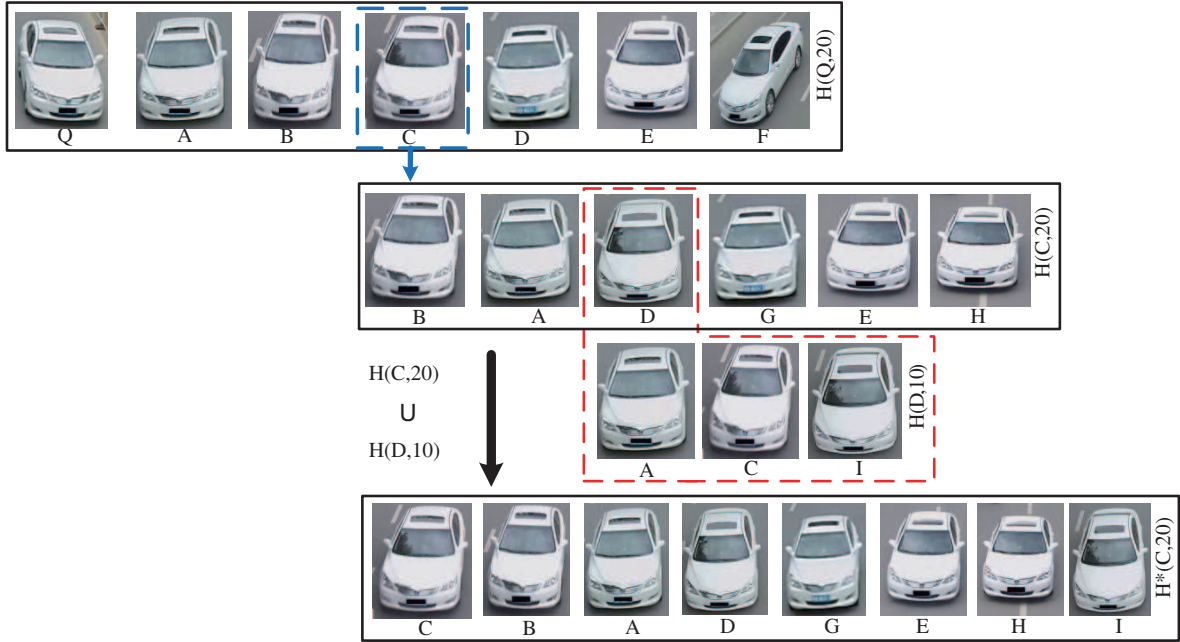 Q A B C D E F
H(Q,20)
B A D G E H
H(C,20)
H(C,20)
U
H(D,10)
A C I
H(D,10)
C B A D G E H I
H*(C,20)